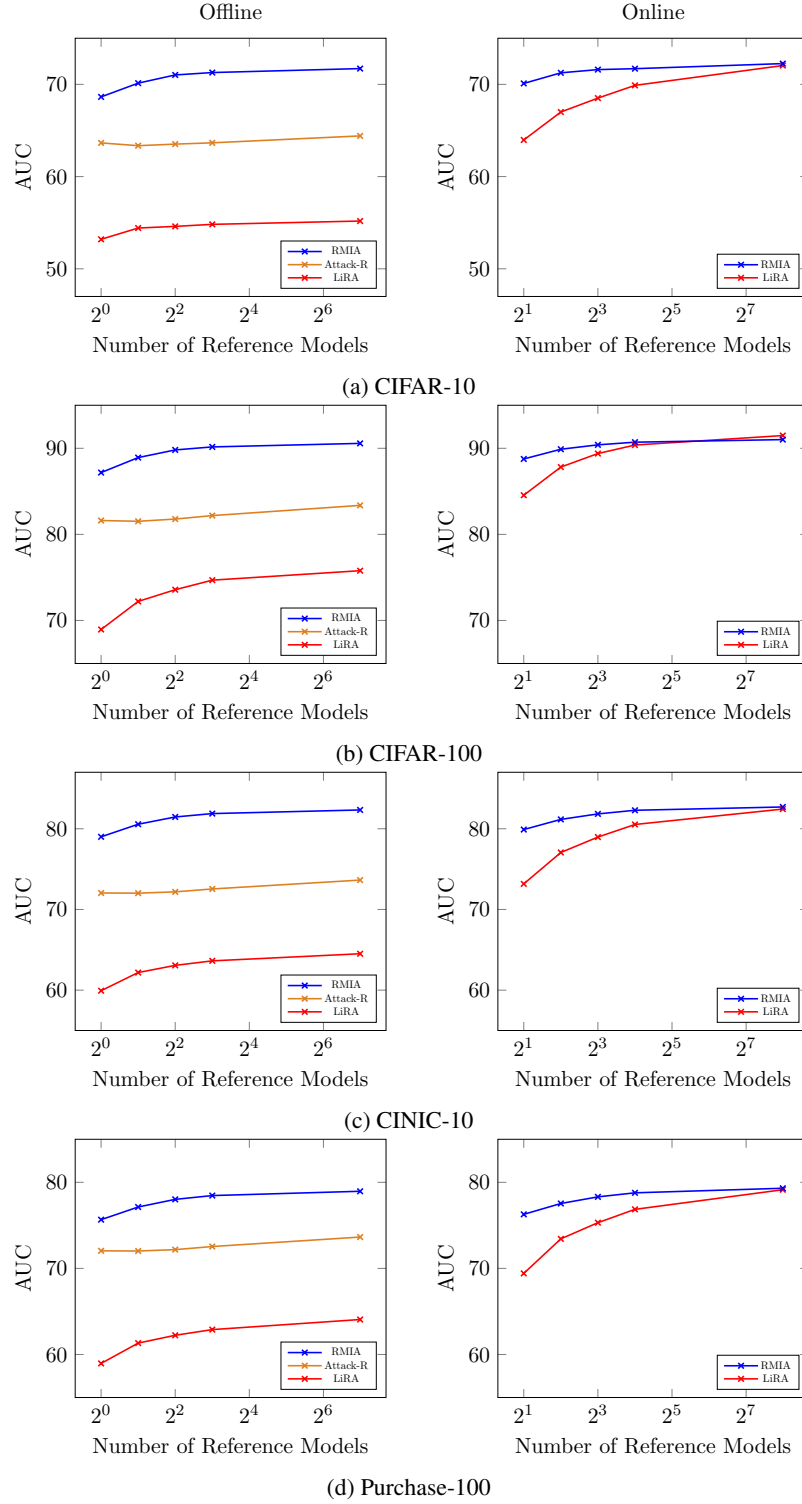 Offline
Online
70
60
50
AUC
RMIA
Attack-R
LiRA
2^0 2^2 2^4 2^6
Number of Reference Models
70
60
50
AUC
RMIA
LiRA
2^1 2^3 2^5 2^7
Number of Reference Models
(a) CIFAR-10
90
80
70
AUC
RMIA
Attack-R
LiRA
2^0 2^2 2^4 2^6
Number of Reference Models
90
80
70
AUC
RMIA
LiRA
2^1 2^3 2^5 2^7
Number of Reference Models
(b) CIFAR-100
80
70
60
AUC
RMIA
Attack-R
LiRA
2^0 2^2 2^4 2^6
Number of Reference Models
80
70
60
AUC
RMIA
LiRA
2^1 2^3 2^5 2^7
Number of Reference Models
(c) CINIC-10
80
70
60
AUC
RMIA
Attack-R
LiRA
2^0 2^2 2^4 2^6
Number of Reference Models
80
70
60
AUC
RMIA
LiRA
2^1 2^3 2^5 2^7
Number of Reference Models
(d) Purchase-100